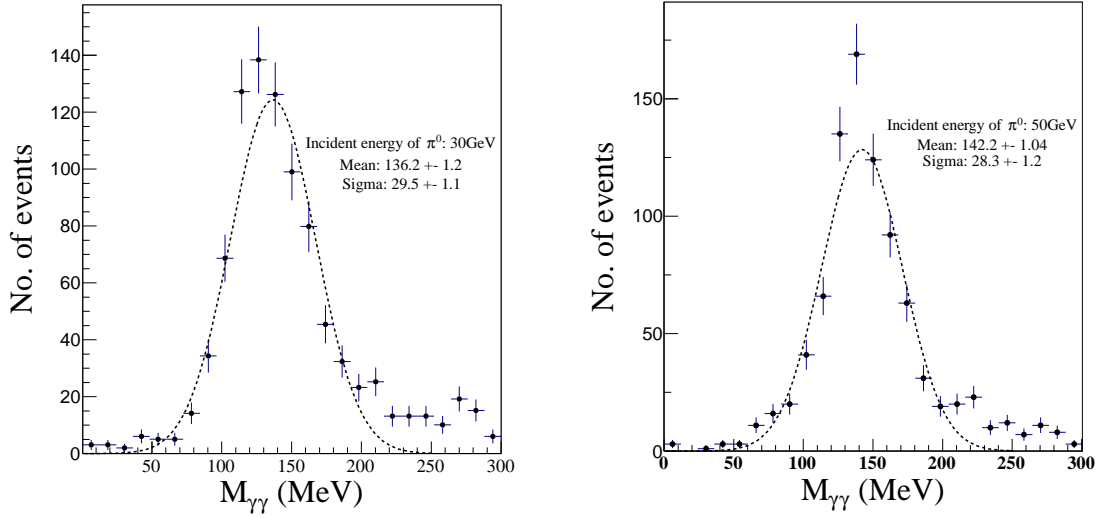 No. of events
140
120
100
80
60
40
20
0
Incident energy of π⁰: 30GeV
Mean: 136.2 +- 1.2
Sigma: 29.5 +- 1.1
50 100 150 200 250 300
Mγγ (MeV)
No. of events
150
100
50
0
Incident energy of π⁰: 50GeV
Mean: 142.2 +- 1.04
Sigma: 28.3 +- 1.2
0 50 100 150 200 250 300
Mγγ (MeV)